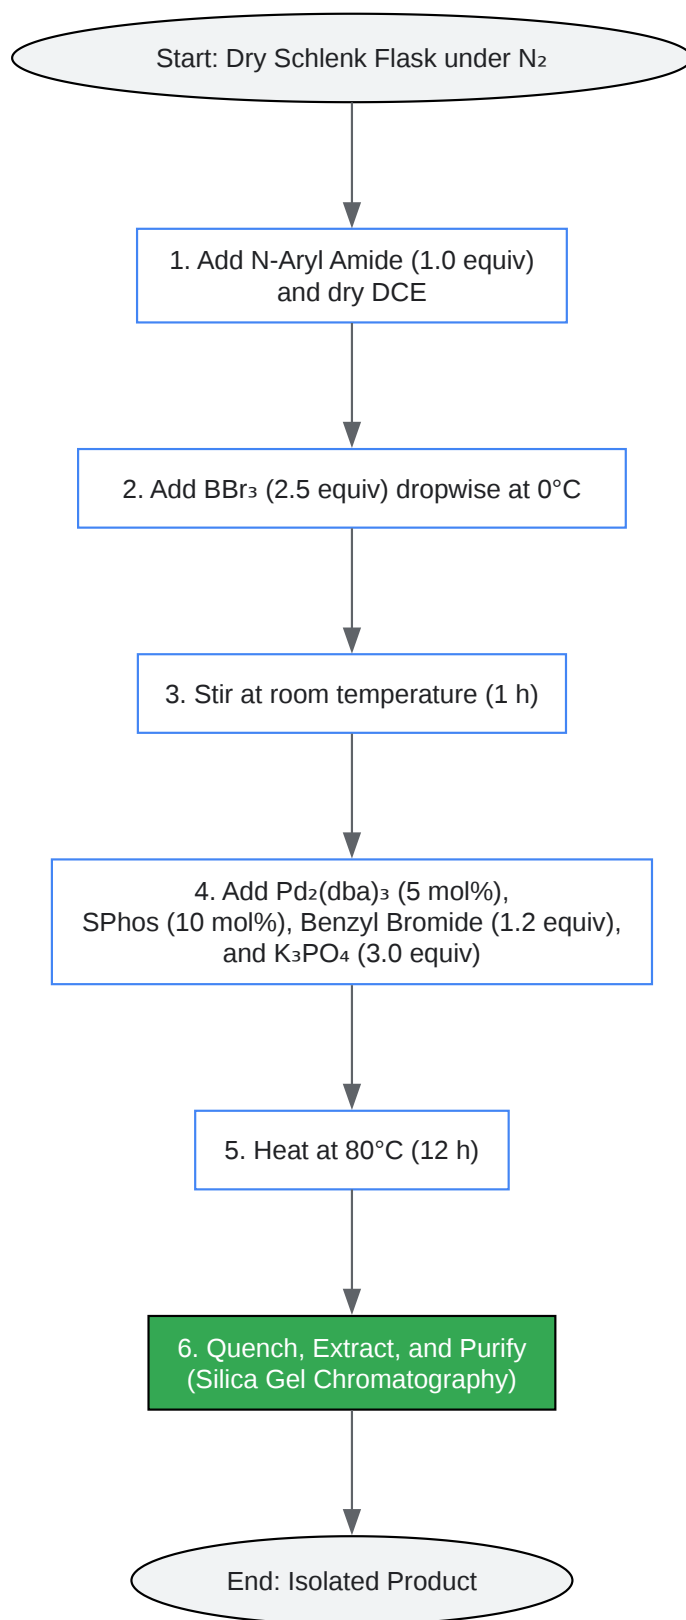 Start: Dry Schlenk Flask under N₂
1. Add N-Aryl Amide (1.0 equiv)
and dry DCE
2. Add BBr₃ (2.5 equiv) dropwise at 0°C
3. Stir at room temperature (1 h)
4. Add Pd₂(dba)₃ (5 mol%),
SPhos (10 mol%), Benzyl Bromide (1.2 equiv),
and K₃PO₄ (3.0 equiv)
5. Heat at 80°C (12 h)
6. Quench, Extract, and Purify
(Silica Gel Chromatography)
End: Isolated Product